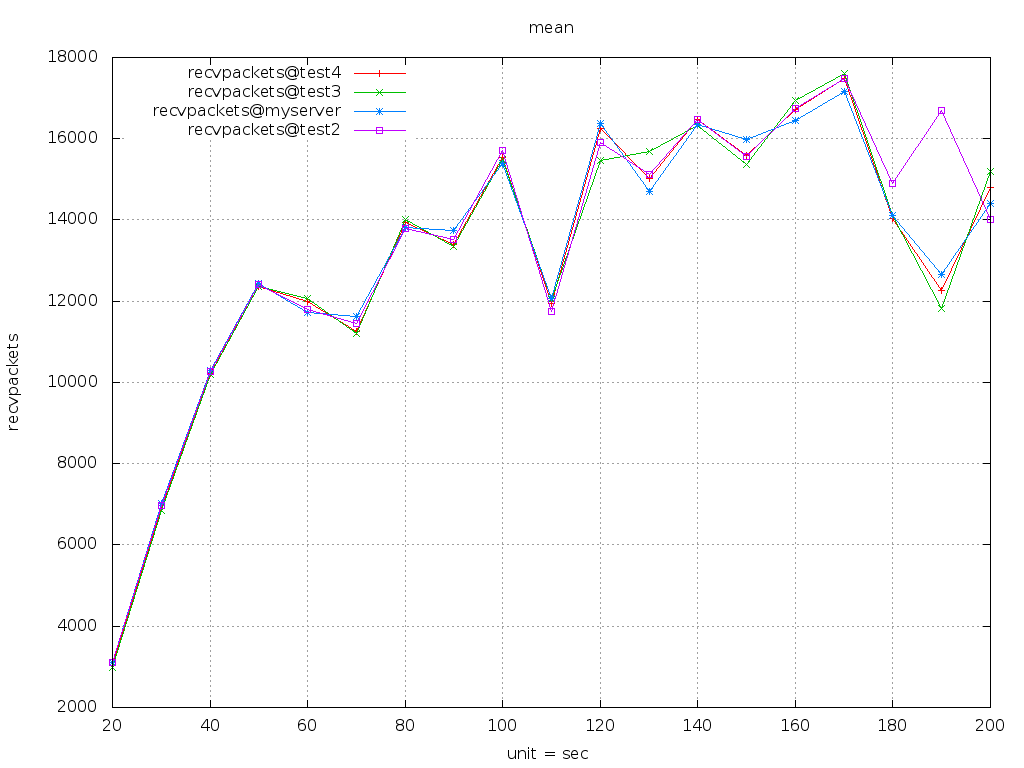 mean
18000
16000
14000
12000
10000
8000
6000
4000
2000
recvpackets
recvpackets@test4
recvpackets@test3
recvpackets@myserver
recvpackets@test2
20 40 60 80 100 120 140 160 180 200
unit = sec